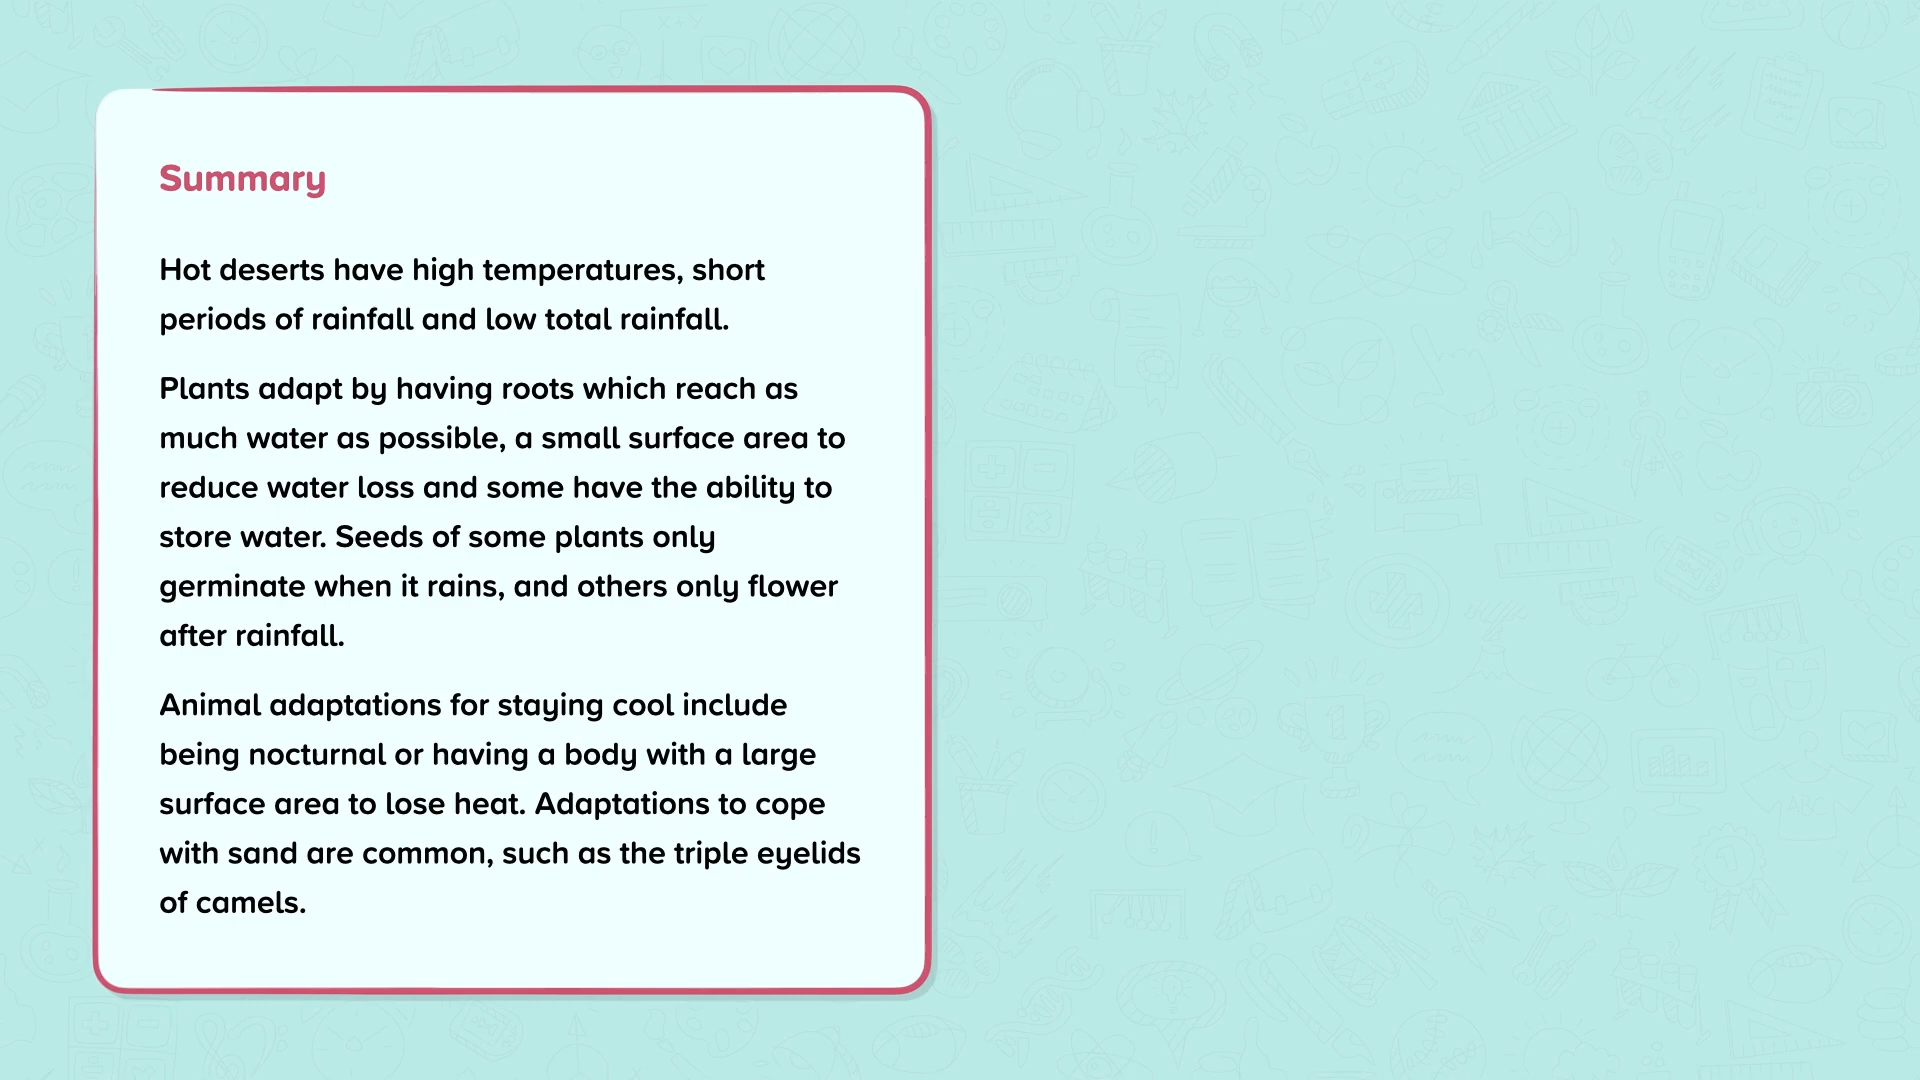 Summary
Hot deserts have high temperatures, short
periods of rainfall and low total rainfall.
Plants adapt by having roots which reach as
much water as possible, a small surface area to
reduce water loss and some have the ability to
store water. Seeds of some plants only
germinate when it rains, and others only flower
after rainfall.
Animal adaptations for staying cool include
being nocturnal or having a body with a large
surface area to lose heat. Adaptations to cope
with sand are common, such as the triple eyelids
of camels.